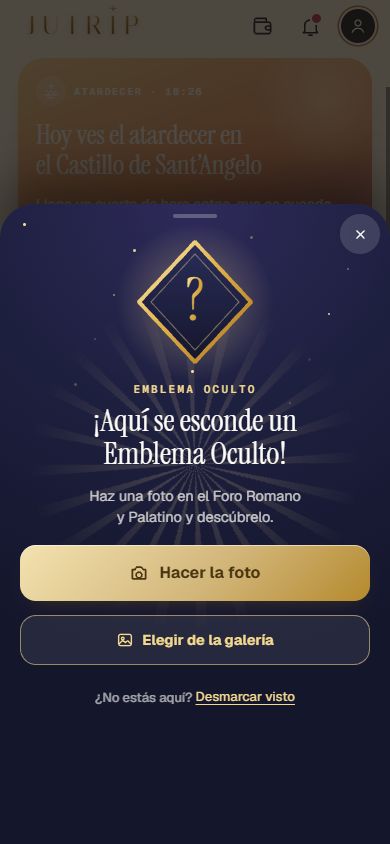 JUTRIP
ATARDECER · 18:26
Hoy ves el atardecer en
el Castillo de Sant'Angelo
?
EMBLEMA OCULTO
¡Aquí se esconde un
Emblema Oculto!
Haz una foto en el Foro Romano
y Palatino y descúbrelo.
Hacer la foto
Elegir de la galería
¿No estás aquí? Desmarcar visto